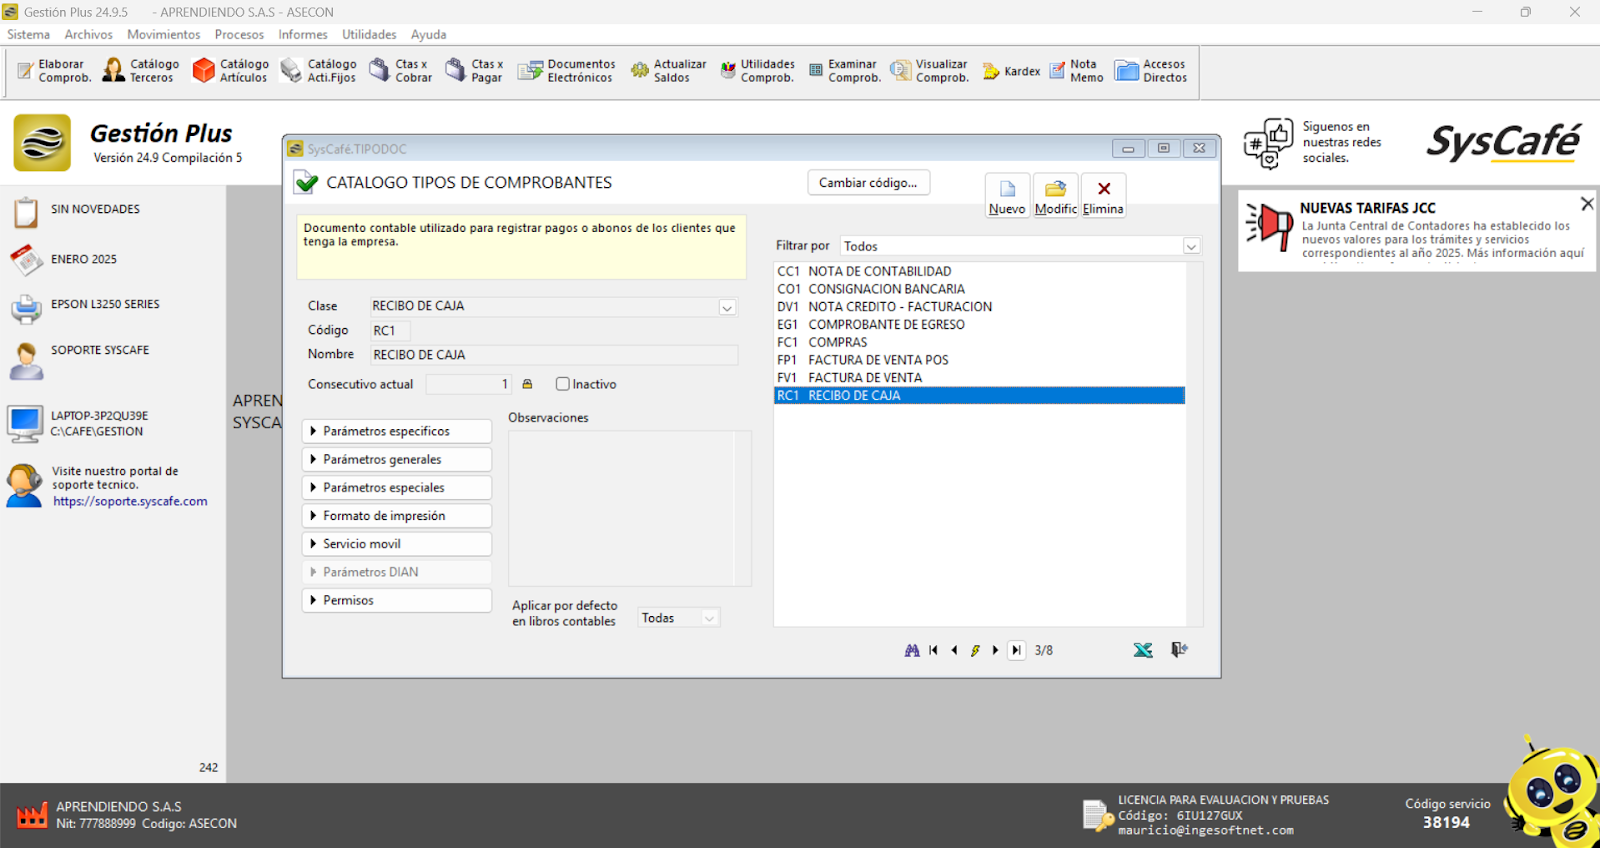 Gestión Plus 24.9.5 - APRENDIENDO S.A.S - ASECON
Sistema Archivos Movimientos Procesos Informes Utilidades Ayuda
Elaborar Comprob.
Catálogo Terceros
Catálogo Artículos
Catálogo Acti.Fijos
Ctas x Cobrar
Ctas x Pagar
Documentos Electrónicos
Actualizar Saldos
Utilidades Comprob.
Examinar Comprob.
Visualizar Comprob.
Kardex
Nota Memo
Accesos Directos
Gestión Plus
Versión 24.9 Compilación 5
Siguenos en
nuestras redes
sociales.
SysCafé
SIN NOVEDADES
ENERO 2025
EPSON L3250 SERIES
SOPORTE SYSCAFE
LAPTOP-3P2QU39E
C:\CAFE\GESTION
Visite nuestro portal de
soporte tecnico.
https://soporte.syscafe.com
242
APREN
SYSCA
SysCafé.TIPODOC
CATALOGO TIPOS DE COMPROBANTES
Cambiar código...
Nuevo
Modific
Elimina
Documento contable utilizado para registrar pagos o abonos de los clientes que
tenga la empresa.
Clase RECIBO DE CAJA
Código RC1
Nombre RECIBO DE CAJA
Consecutivo actual 1 Inactivo
Parámetros especificos
Parámetros generales
Parámetros especiales
Formato de impresión
Servicio movil
Parámetros DIAN
Permisos
Observaciones
Aplicar por defecto
en libros contables
Todas
Filtrar por Todos
CC1 NOTA DE CONTABILIDAD
CO1 CONSIGNACION BANCARIA
DV1 NOTA CREDITO - FACTURACION
EG1 COMPROBANTE DE EGRESO
FC1 COMPRAS
FP1 FACTURA DE VENTA POS
FV1 FACTURA DE VENTA
RC1 RECIBO DE CAJA
3/8
NUEVAS TARIFAS JCC
La Junta Central de Contadores ha establecido los
nuevos valores para los trámites y servicios
correspondientes al año 2025. Más información aquí
APRENDIENDO S.A.S
Nit: 777888999 Codigo: ASECON
LICENCIA PARA EVALUACION Y PRUEBAS
Código: 6IU127GUX
mauricio@ingesoftnet.com
Código servicio
38194